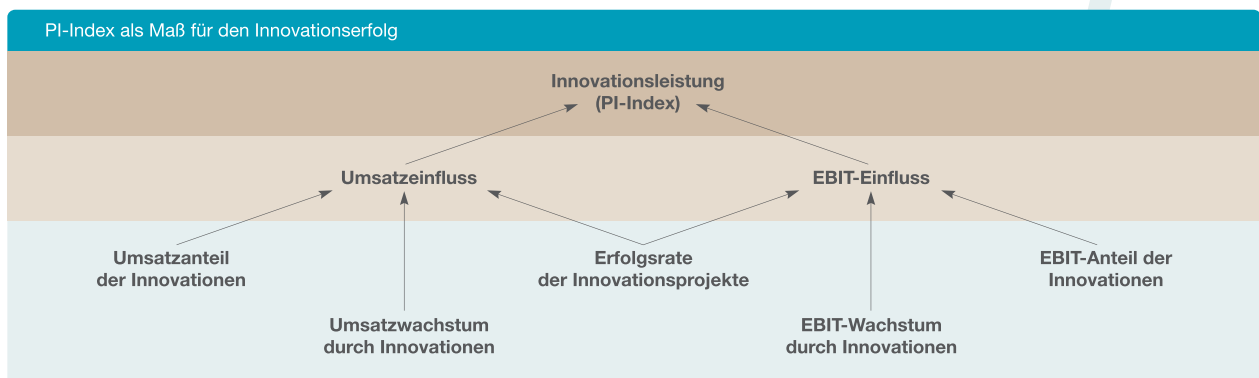 PI-Index als Maß für den Innovationserfolg
Innovationsleistung
(PI-Index)
Umsatzeinfluss
EBIT-Einfluss
Umsatzanteil
der Innovationen
Erfolgsrate
der Innovationsprojekte
EBIT-Anteil der
Innovationen
Umsatzwachstum
durch Innovationen
EBIT-Wachstum
durch Innovationen